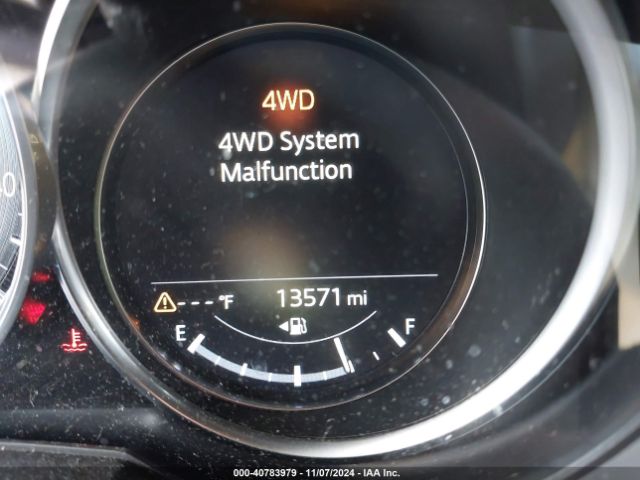 4WD
4WD System
Malfunction
--- °F 13571 mi
E F
000-40783979 - 11/07/2024 - IAA Inc.